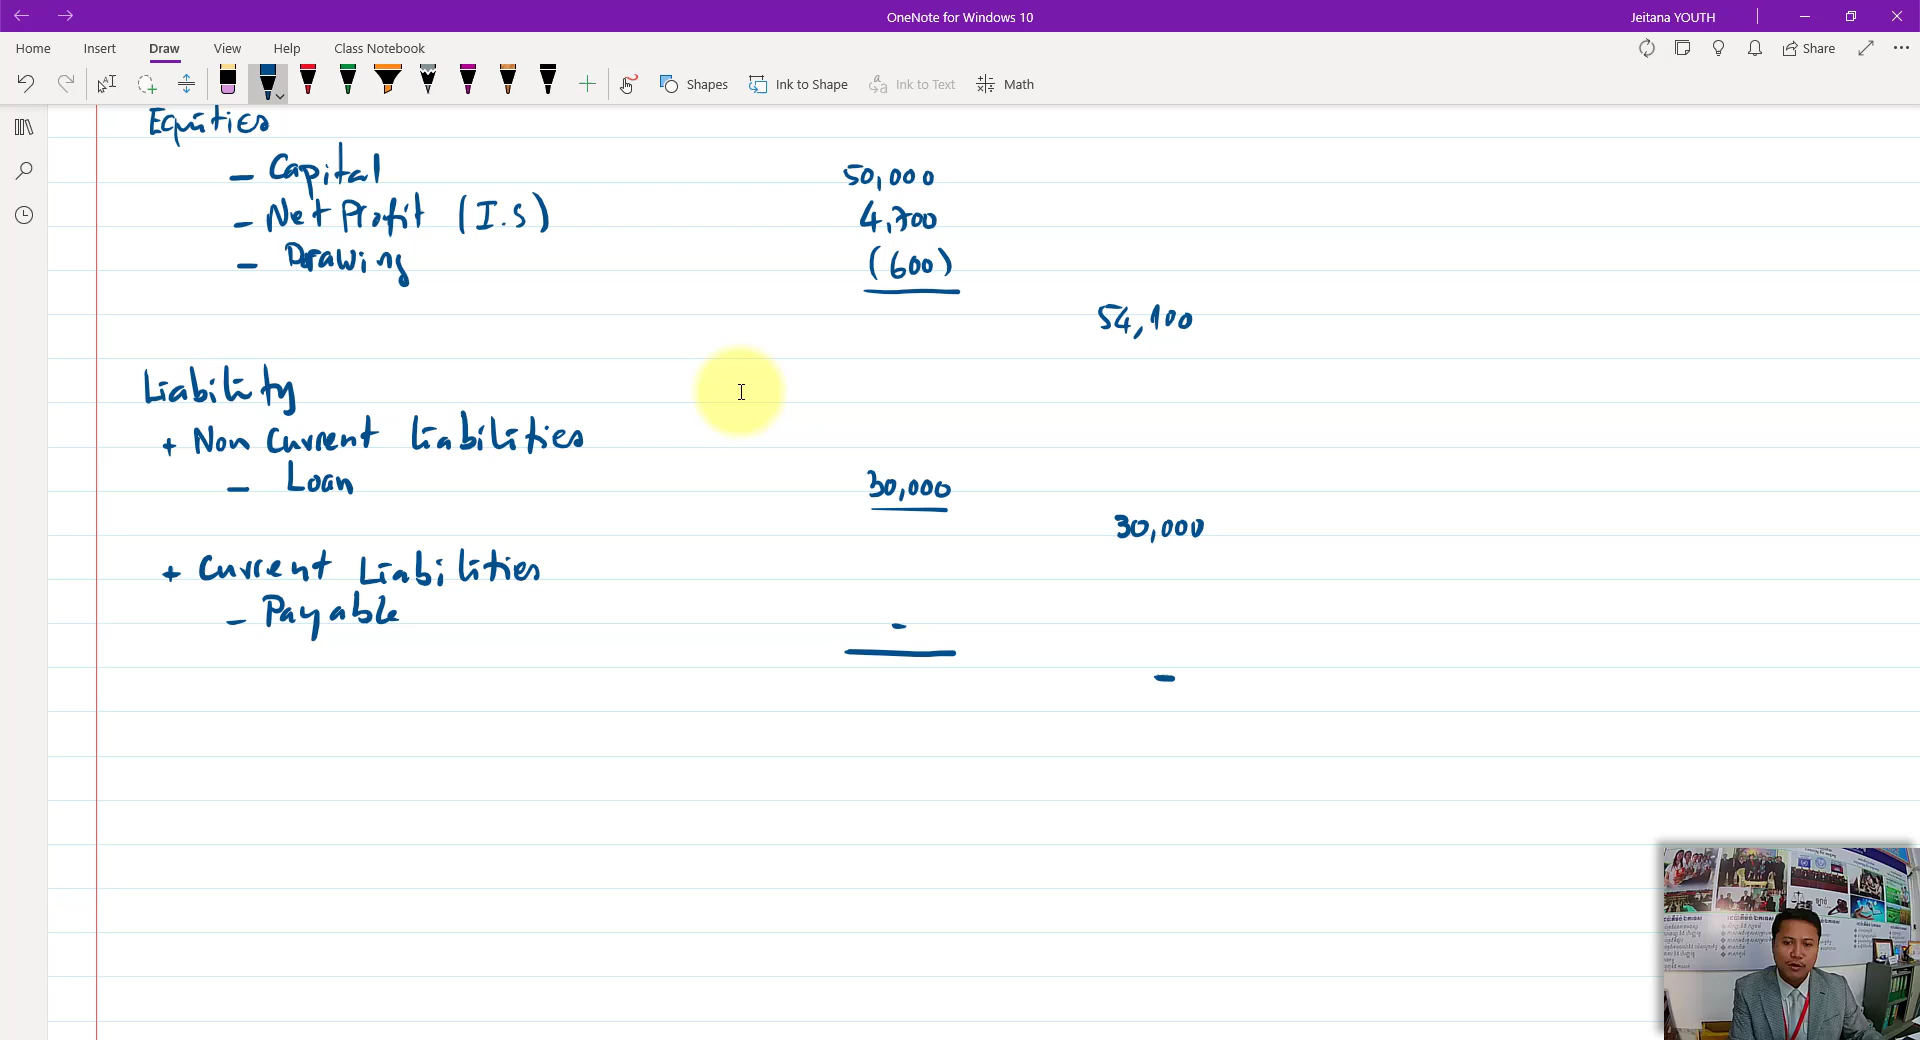 OneNote for Windows 10
Jeitana YOUTH
Home Insert Draw View Help Class Notebook
Share
Shapes Ink to Shape Ink to Text Math
Equities
- Capital 50,000
- Net Profit (I.S) 4,700
- Drawing (600)
54,100
Liability
+ Non Current Liabilities
- Loan 30,000
30,000
+ Current Liabilities
- Payable -
-